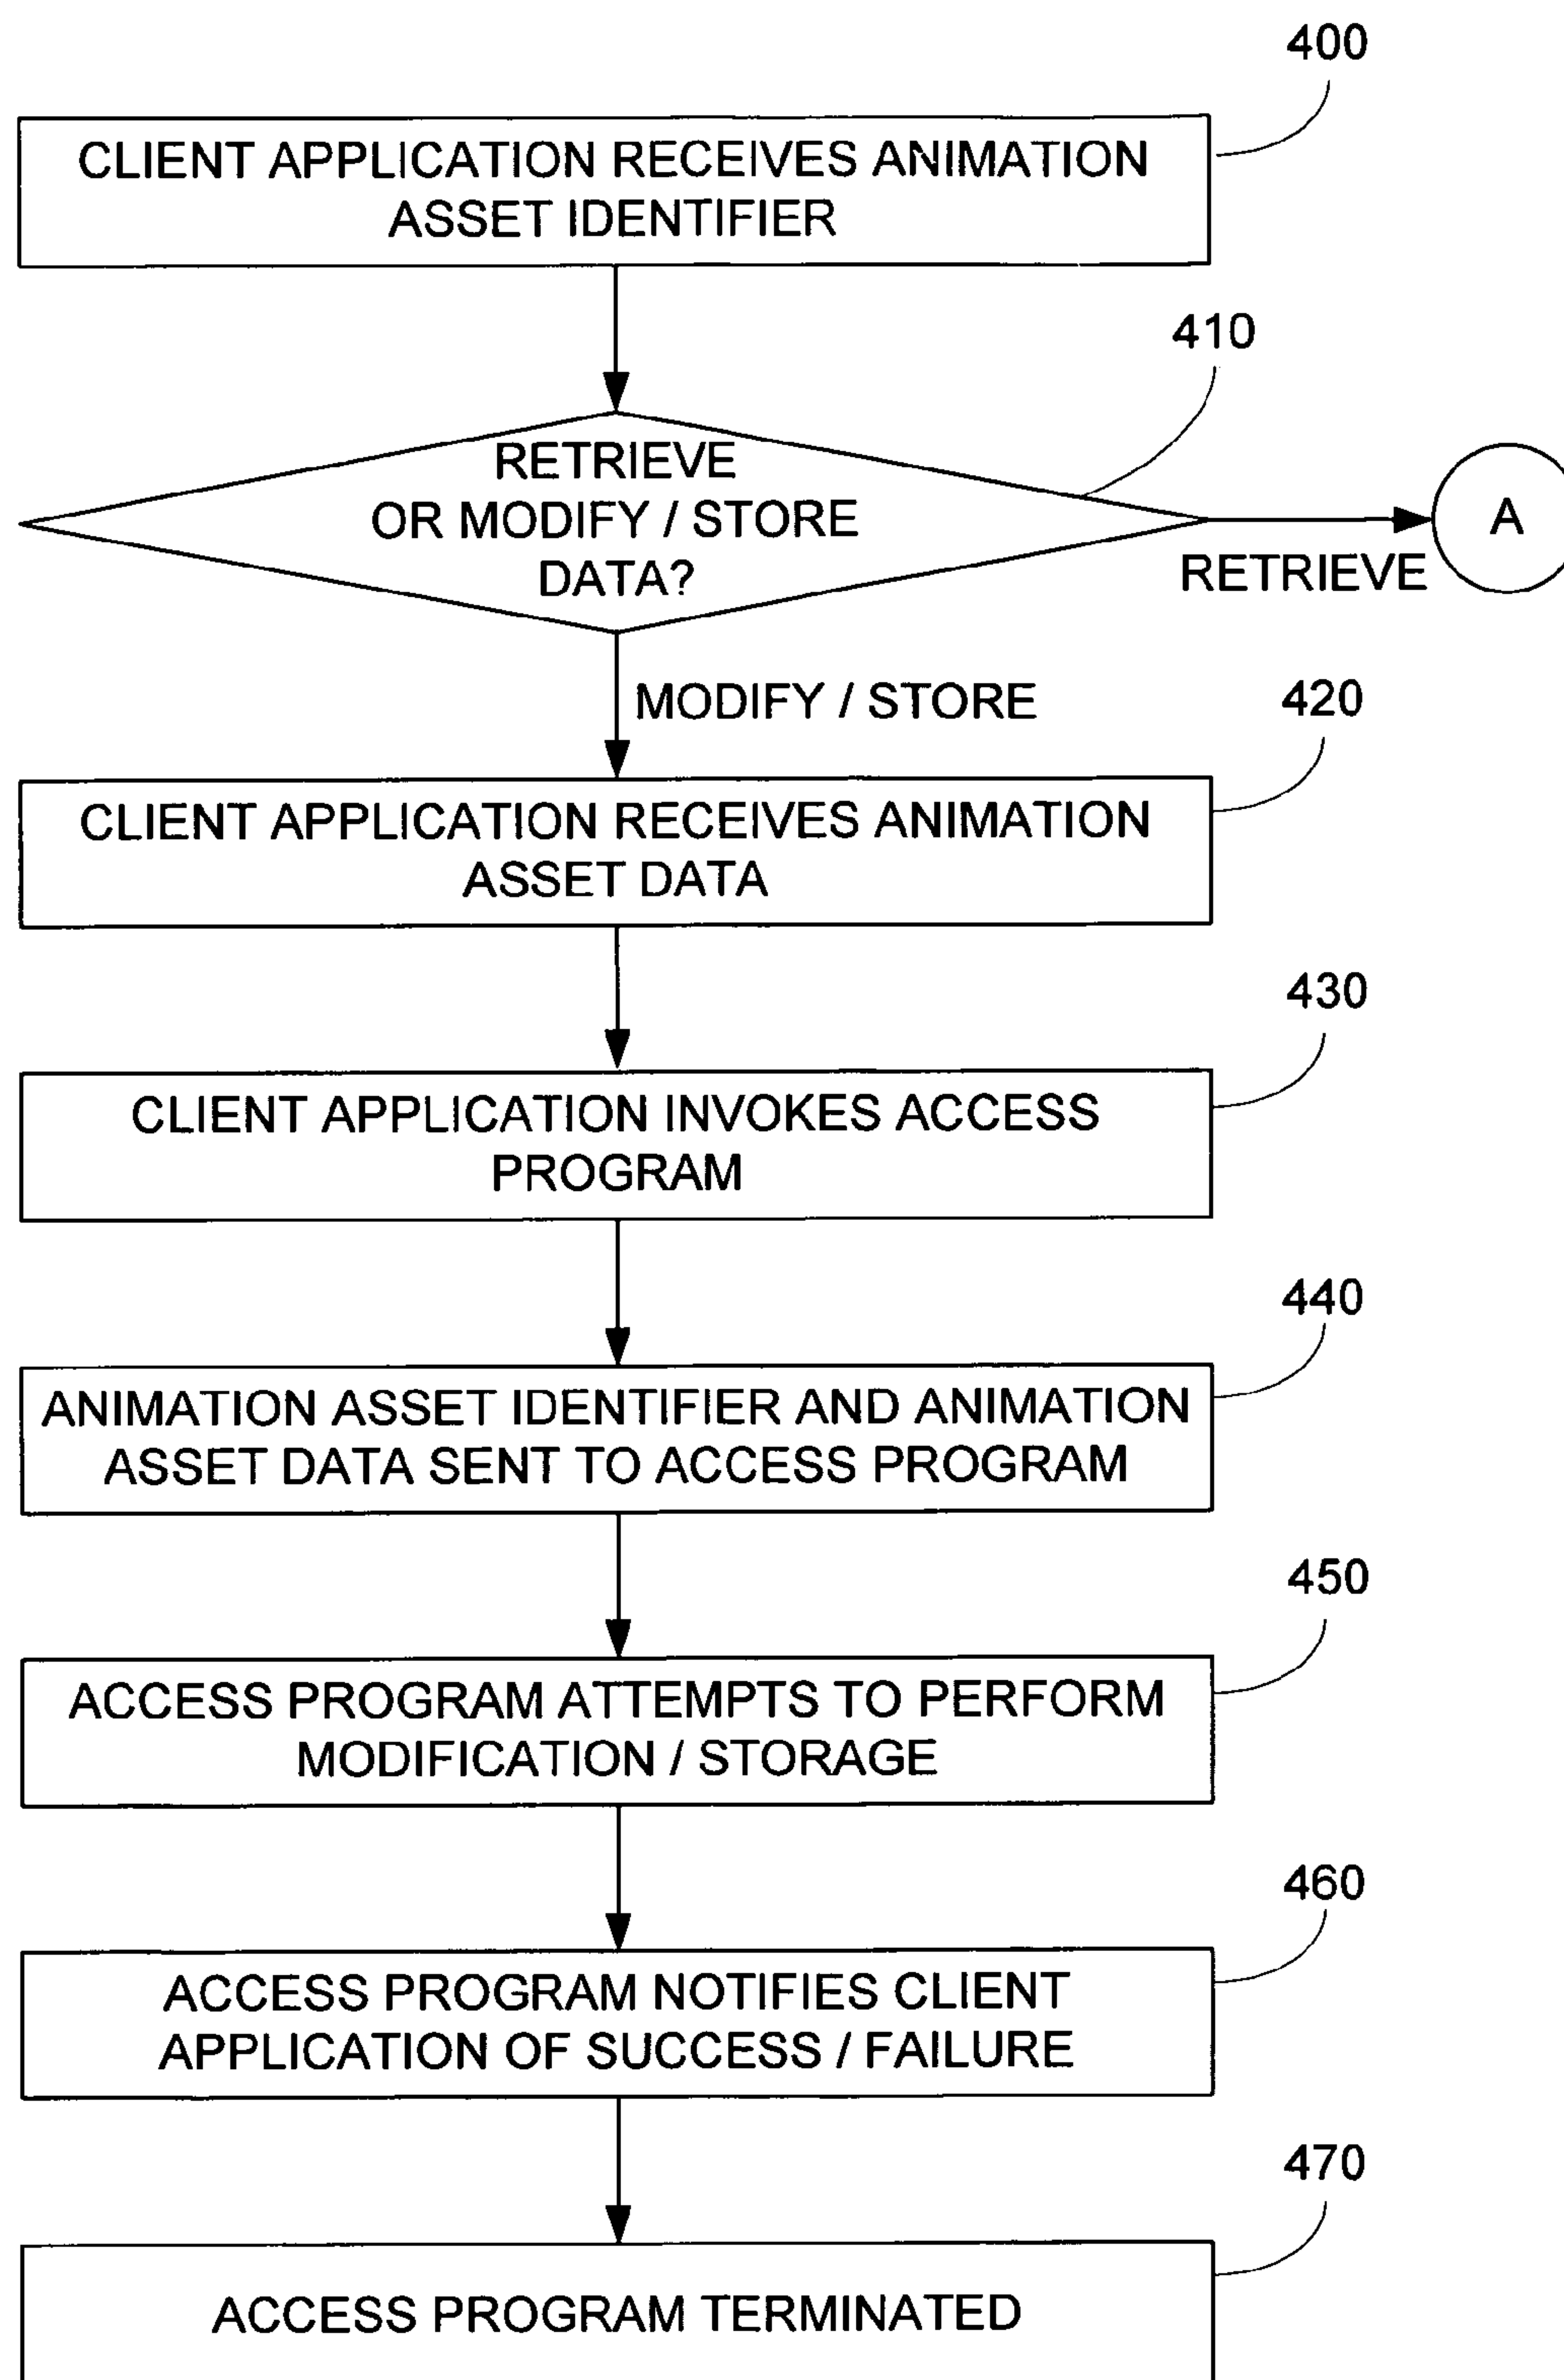 400
CLIENT APPLICATION RECEIVES ANIMATION
ASSET IDENTIFIER
410
RETRIEVE
OR MODIFY / STORE
DATA?
A
RETRIEVE
MODIFY / STORE
420
CLIENT APPLICATION RECEIVES ANIMATION
ASSET DATA
430
CLIENT APPLICATION INVOKES ACCESS
PROGRAM
440
ANIMATION ASSET IDENTIFIER AND ANIMATION
ASSET DATA SENT TO ACCESS PROGRAM
450
ACCESS PROGRAM ATTEMPTS TO PERFORM
MODIFICATION / STORAGE
460
ACCESS PROGRAM NOTIFIES CLIENT
APPLICATION OF SUCCESS / FAILURE
470
ACCESS PROGRAM TERMINATED